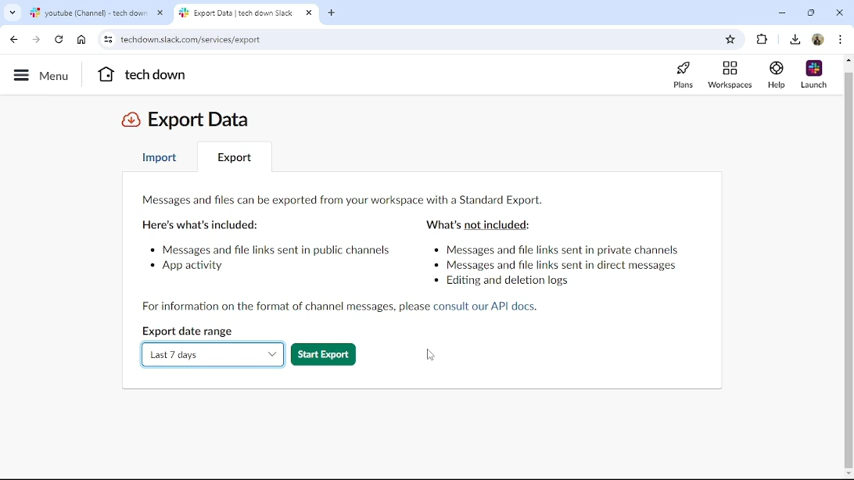 youtube (Channel) - tech down
Export Data | tech down Slack
techdown.slack.com/services/export
Menu
tech down
Plans
Workspaces
Help
Launch
Export Data
Import
Export
Messages and files can be exported from your workspace with a Standard Export.
Here's what's included:
• Messages and file links sent in public channels
• App activity
What's not included:
• Messages and file links sent in private channels
• Messages and file links sent in direct messages
• Editing and deletion logs
For information on the format of channel messages, please consult our API docs.
Export date range
Last 7 days
Start Export